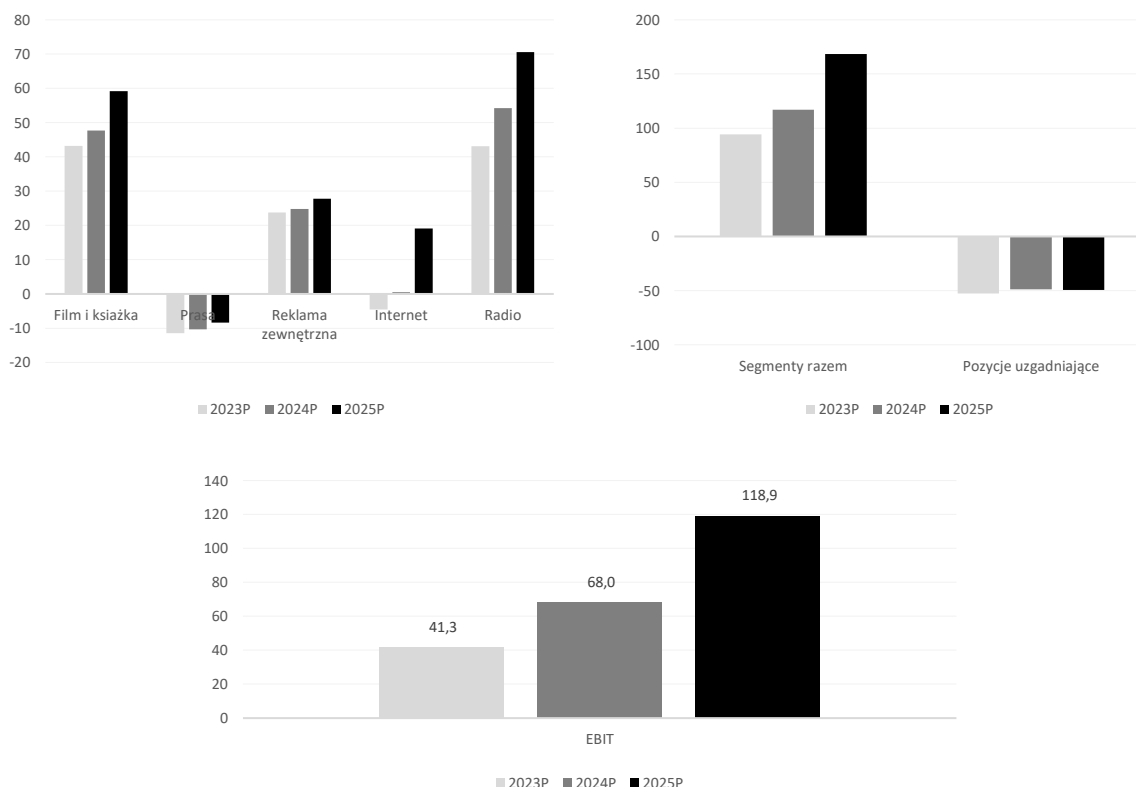 80
70
60
50
40
30
20
10
0
-10
-20
Film i książka
Prasa
Reklama
zewnętrzna
Internet
Radio
2023P 2024P 2025P
200
150
100
50
0
-50
-100
Segmenty razem
Pozycje uzgadniające
2023P 2024P 2025P
140
120
100
80
60
40
20
0
41,3
68,0
118,9
EBIT
2023P 2024P 2025P